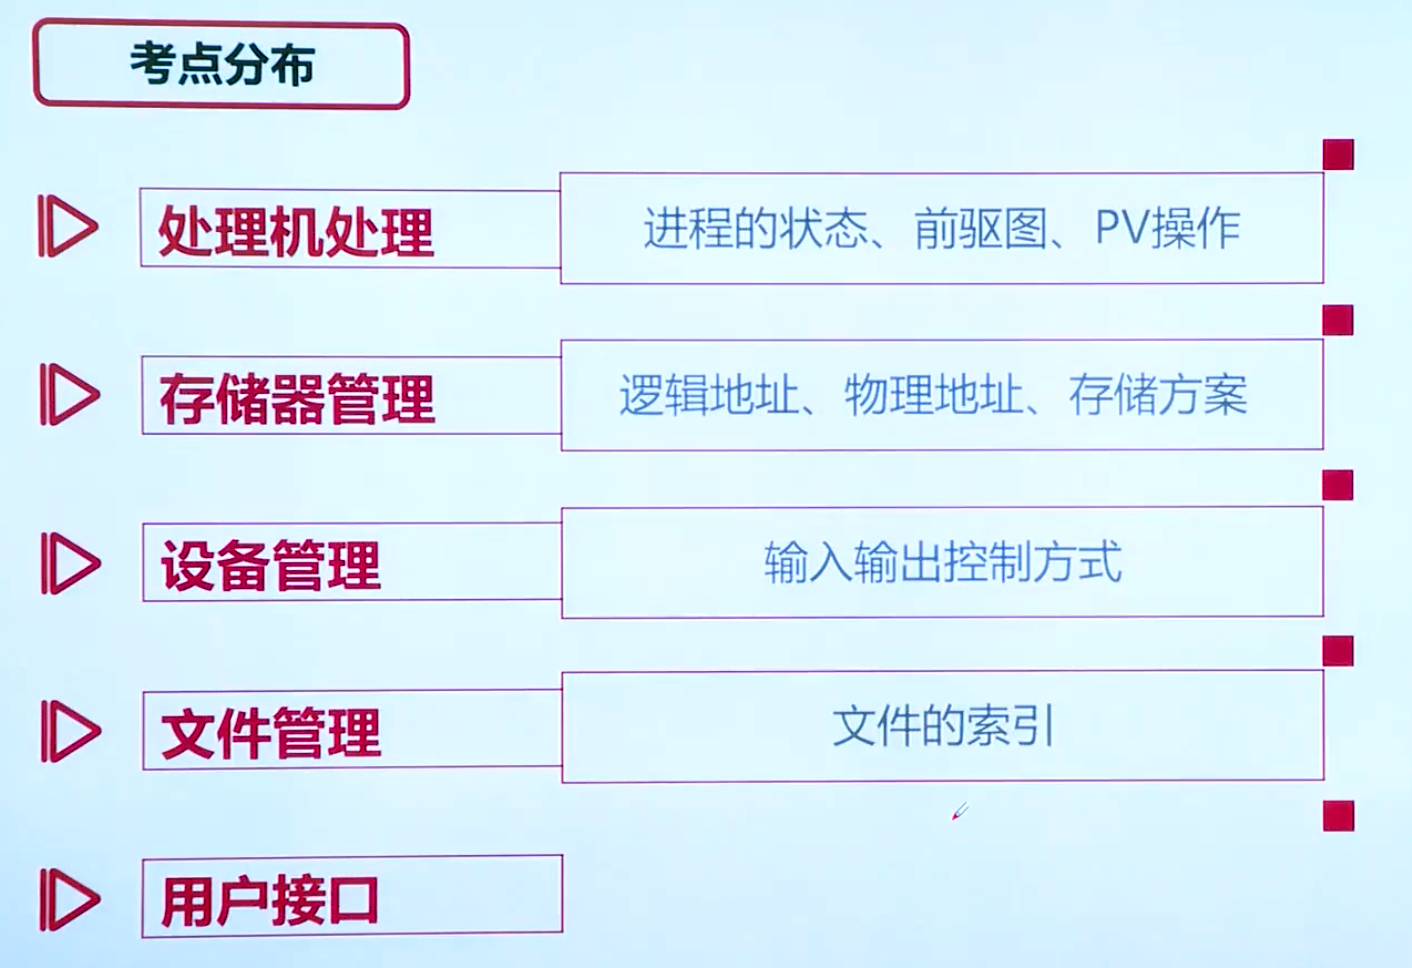 考点分布
处理机处理
进程的状态、前驱图、PV操作
存储器管理
逻辑地址、物理地址、存储方案
设备管理
输入输出控制方式
文件管理
文件的索引
用户接口